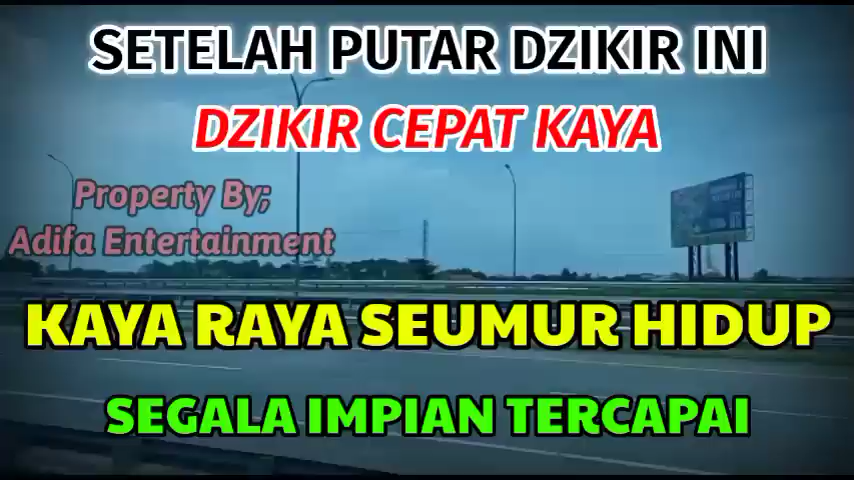 SETELAH PUTAR DZIKIR INI
DZIKIR CEPAT KAYA
Property By;
Adifa Entertainment
KAYA RAYA SEUMUR HIDUP
SEGALA IMPIAN TERCAPAI